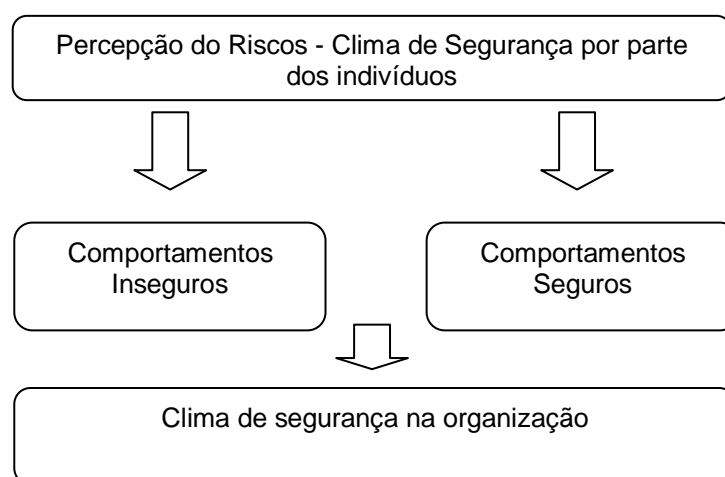 Percepção do Riscos - Clima de Segurança por parte
dos indivíduos
Comportamentos
Inseguros
Comportamentos
Seguros
Clima de segurança na organização